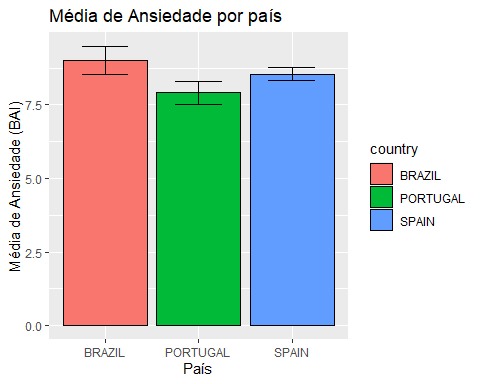 Média de Ansiedade por país
Média de Ansiedade (BAI)
7.5
5.0
2.5
0.0
BRAZIL
PORTUGAL
SPAIN
País
country
BRAZIL
PORTUGAL
SPAIN